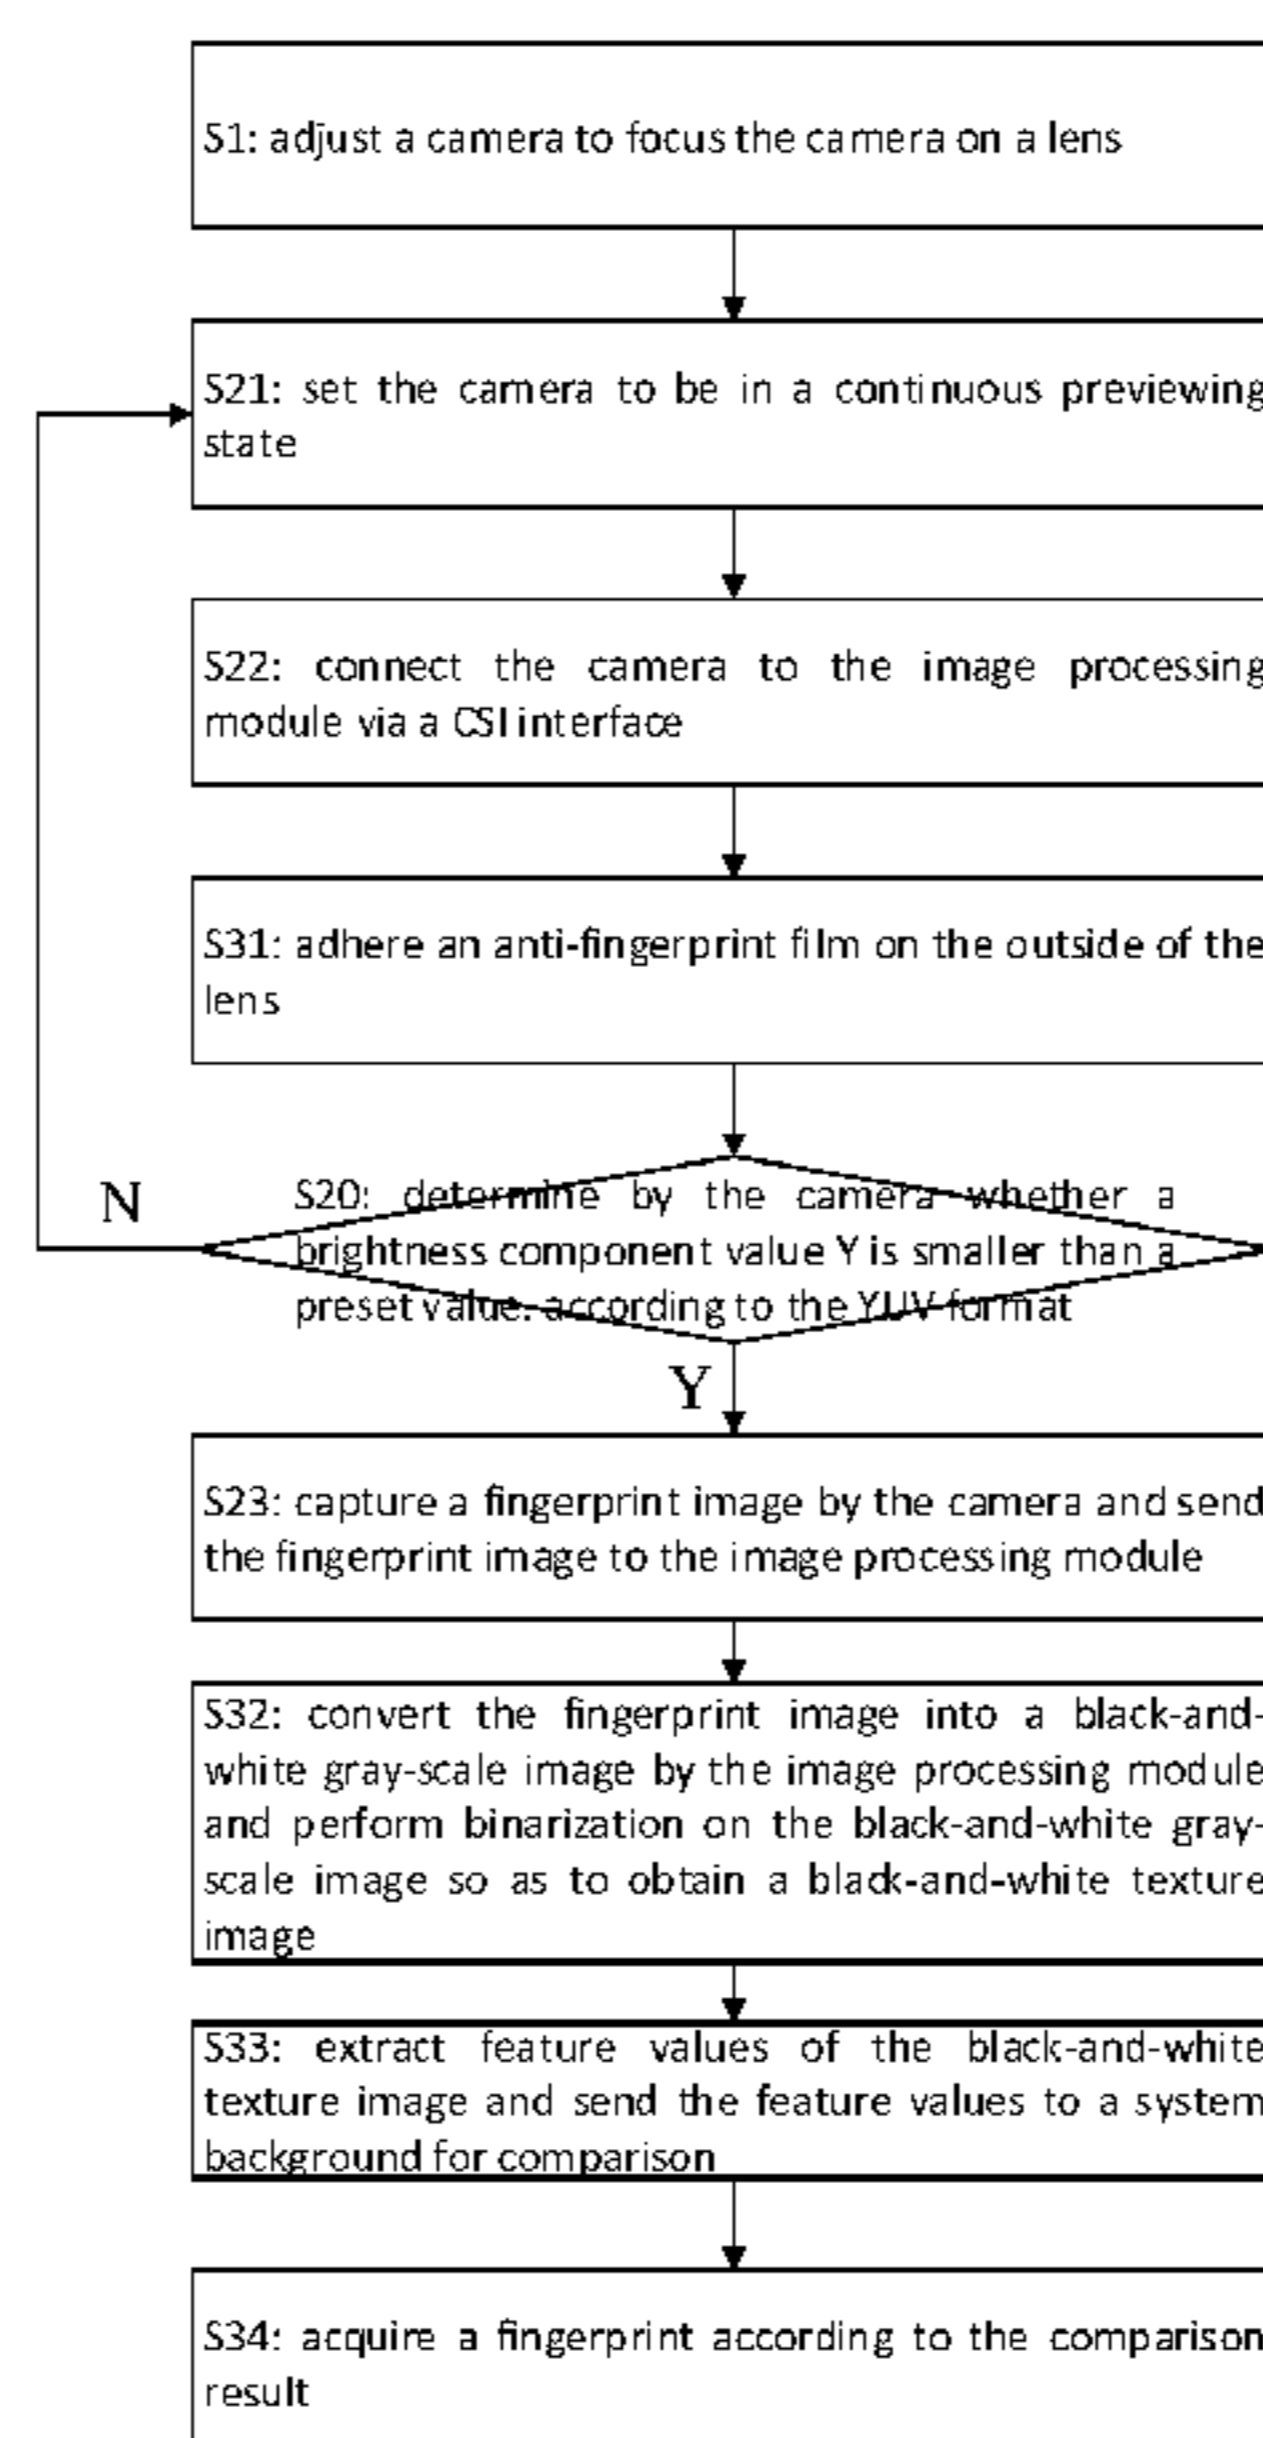 S1: adjust a camera to focus the camera on a lens
S21: set the camera to be in a continuous previewing
state
S22: connect the camera to the image processing
module via a CSI interface
S31: adhere an anti-fingerprint film on the outside of the
lens
N
S20: determine by the camera whether a
brightness component value Y is smaller than a
preset value. according to the YUV format
Y
S23: capture a fingerprint image by the camera and send
the fingerprint image to the image processing module
S32: convert the fingerprint image into a black-and-
white gray-scale image by the image processing module
and perform binarization on the black-and-white gray-
scale image so as to obtain a black-and-white texture
image
S33: extract feature values of the black-and-white
texture image and send the feature values to a system
background for comparison
S34: acquire a fingerprint according to the comparison
result